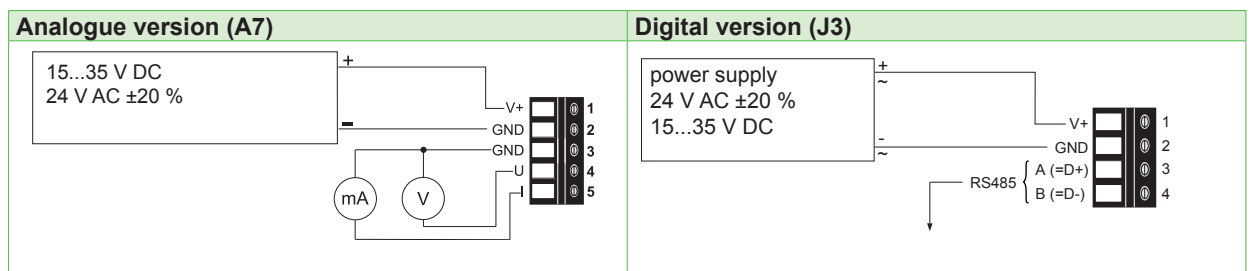 Analogue version (A7)
15...35 V DC
24 V AC ±20 %
+
-
V+ 1
GND 2
GND 3
U 4
I 5
mA V
Digital version (J3)
power supply
24 V AC ±20 %
15...35 V DC
+
~
-
~
V+ 1
GND 2
RS485 { A (=D+) 3
B (=D-) 4